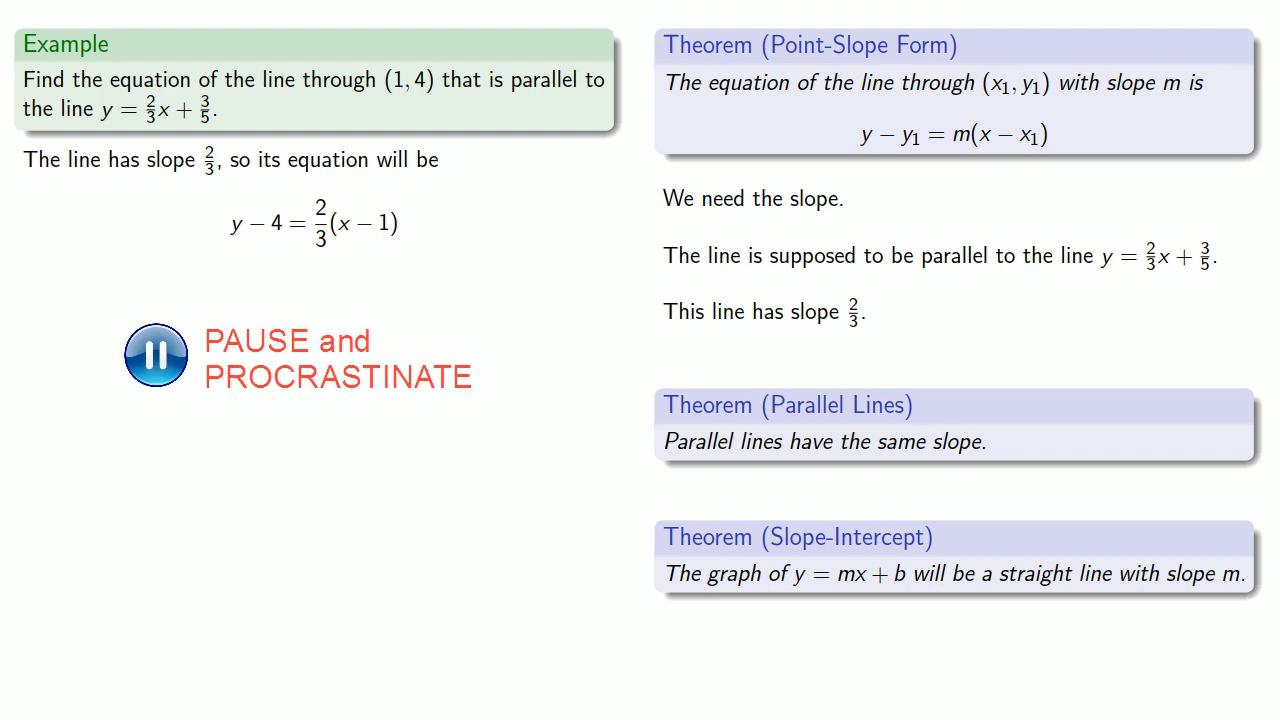 Example
Find the equation of the line through (1, 4) that is parallel to
the line y = 2/3 x + 3/5.
The line has slope 2/3, so its equation will be
y − 4 = 2/3 (x − 1)
PAUSE and
PROCRASTINATE
Theorem (Point-Slope Form)
The equation of the line through (x₁, y₁) with slope m is
y − y₁ = m(x − x₁)
We need the slope.
The line is supposed to be parallel to the line y = 2/3 x + 3/5.
This line has slope 2/3.
Theorem (Parallel Lines)
Parallel lines have the same slope.
Theorem (Slope-Intercept)
The graph of y = mx + b will be a straight line with slope m.